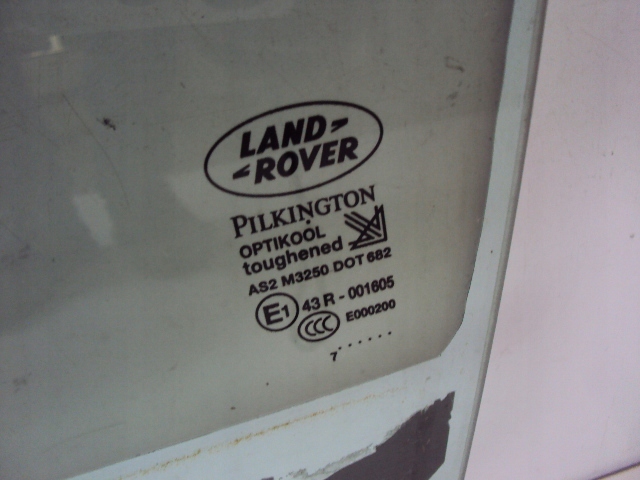 LAND
ROVER
PILKINGTON
OPTIKOOL
toughened
AS2 M3250 DOT 682
E1 43 R - 001605
CCC E000200
7 ......